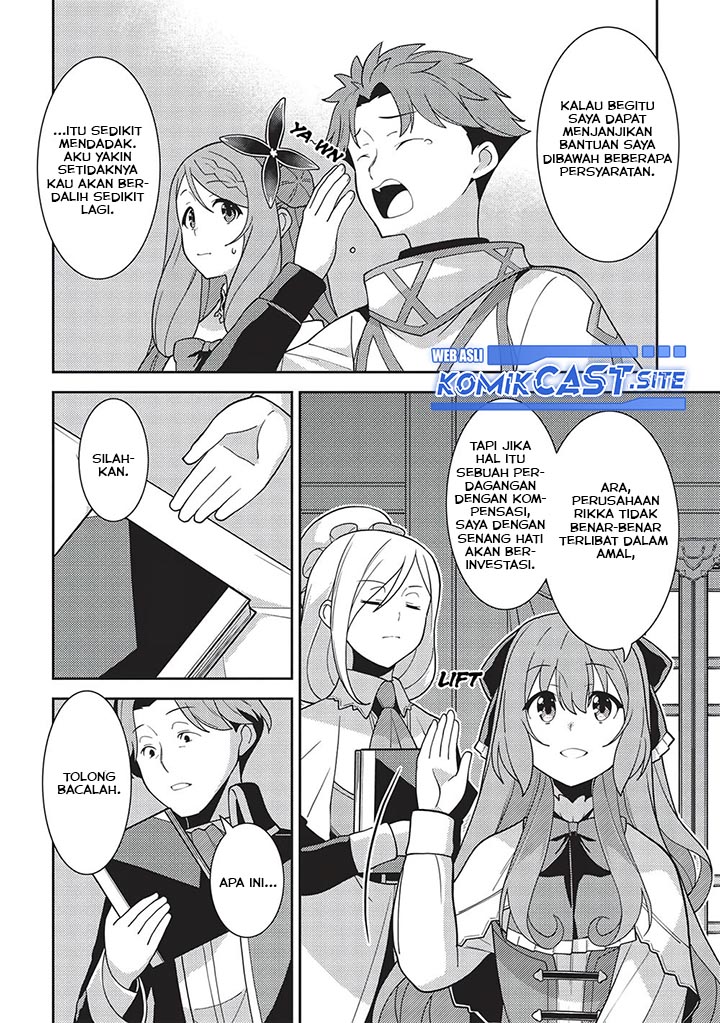 KALAU BEGITU
SAYA DAPAT
MENJANJIKAN
BANTUAN SAYA
DIBAWAH BEBERAPA
PERSYARATAN.
YA~WN
...ITU SEDIKIT
MENDADAK.
AKU YAKIN
SETIDAKNYA
KAU AKAN BER-
DALIH SEDIKIT
LAGI.
WEB ASLI
KOMIKCAST.SITE
ARA,
PERUSAHAAN
RIKKA TIDAK
BENAR-BENAR
TERLIBAT DALAM
AMAL,
TAPI JIKA
HAL ITU
SEBUAH PER-
DAGANGAN
DENGAN KOM-
PENSASI,
SAYA DENGAN
SENANG HATI
AKAN BER-
INVESTASI.
LIFT
SILAH-
KAN.
TOLONG
BACALAH.
APA INI...